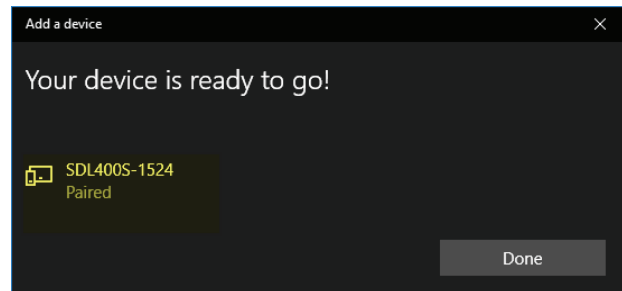 Add a device
Your device is ready to go!
SDL400S-1524
Paired
Done